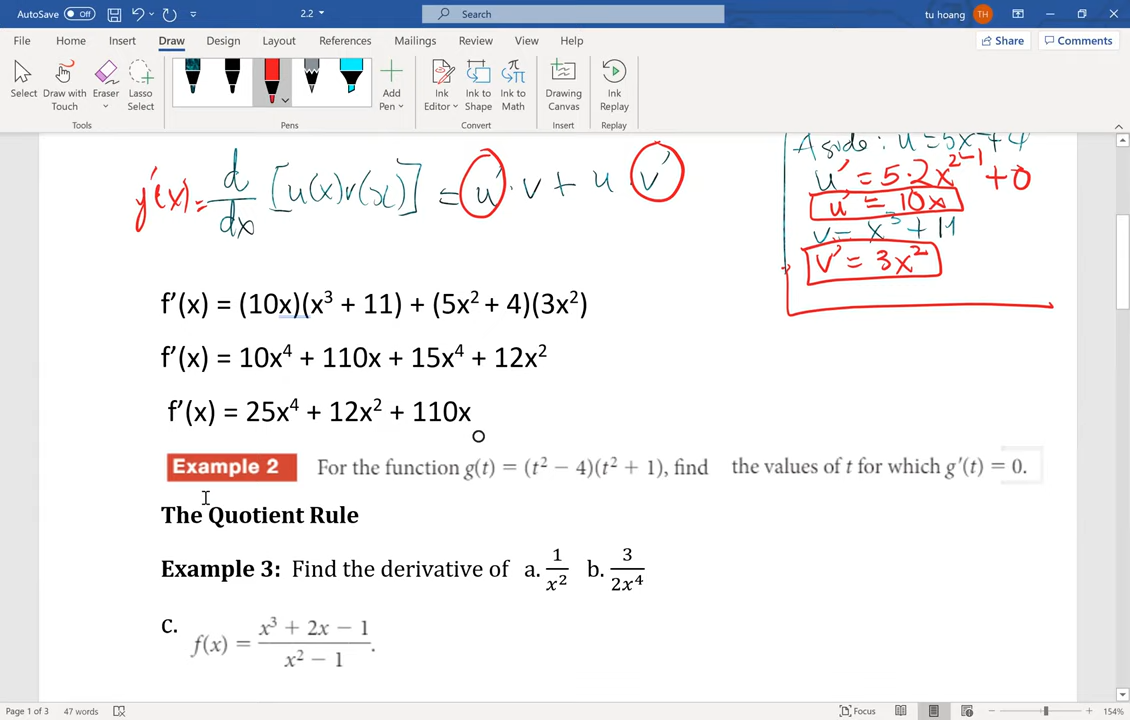 AutoSave Off 2.2 Search tu hoang TH
File Home Insert Draw Design Layout References Mailings Review View Help Share Comments
Select Draw with Touch Eraser Lasso Select Add Pen Ink Editor Ink to Shape Ink to Math Drawing Canvas Ink Replay
Tools Pens Convert Insert Replay
Aside: u = 5x² + 4
u' = 5·2x²⁻¹ + 0
u' = 10x
v = x³ + 11
v' = 3x²
f'(x) = d/dx [u(x)v(x)] = u'·v + u v'
f'(x) = (10x)(x³ + 11) + (5x² + 4)(3x²)
f'(x) = 10x⁴ + 110x + 15x⁴ + 12x²
f'(x) = 25x⁴ + 12x² + 110x
Example 2 For the function g(t) = (t² − 4)(t² + 1), find the values of t for which g′(t) = 0.
The Quotient Rule
Example 3: Find the derivative of a. 1/x² b. 3/2x⁴
c. f(x) = x³ + 2x − 1 / x² − 1.
Page 1 of 3 47 words Focus 154%